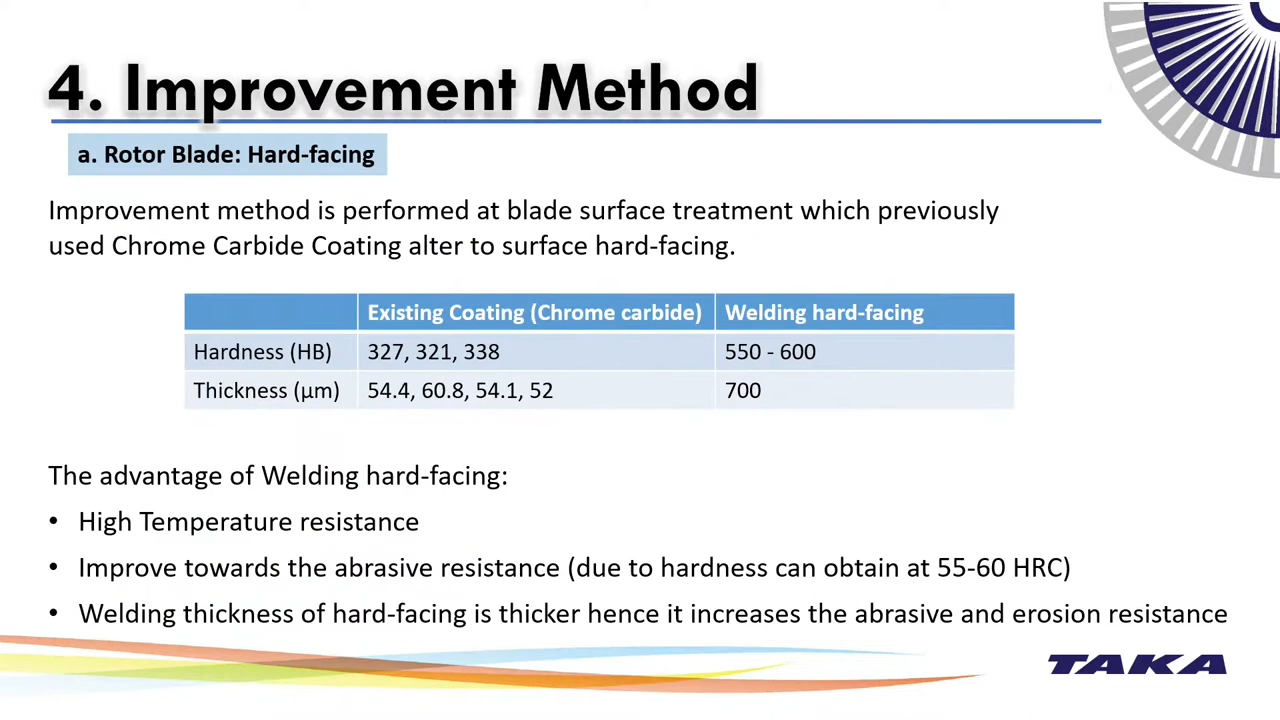 4. Improvement Method
a. Rotor Blade: Hard-facing
Improvement method is performed at blade surface treatment which previously
used Chrome Carbide Coating alter to surface hard-facing.
Existing Coating (Chrome carbide) Welding hard-facing
Hardness (HB) 327, 321, 338 550 - 600
Thickness (µm) 54.4, 60.8, 54.1, 52 700
The advantage of Welding hard-facing:
• High Temperature resistance
• Improve towards the abrasive resistance (due to hardness can obtain at 55-60 HRC)
• Welding thickness of hard-facing is thicker hence it increases the abrasive and erosion resistance
TAKA